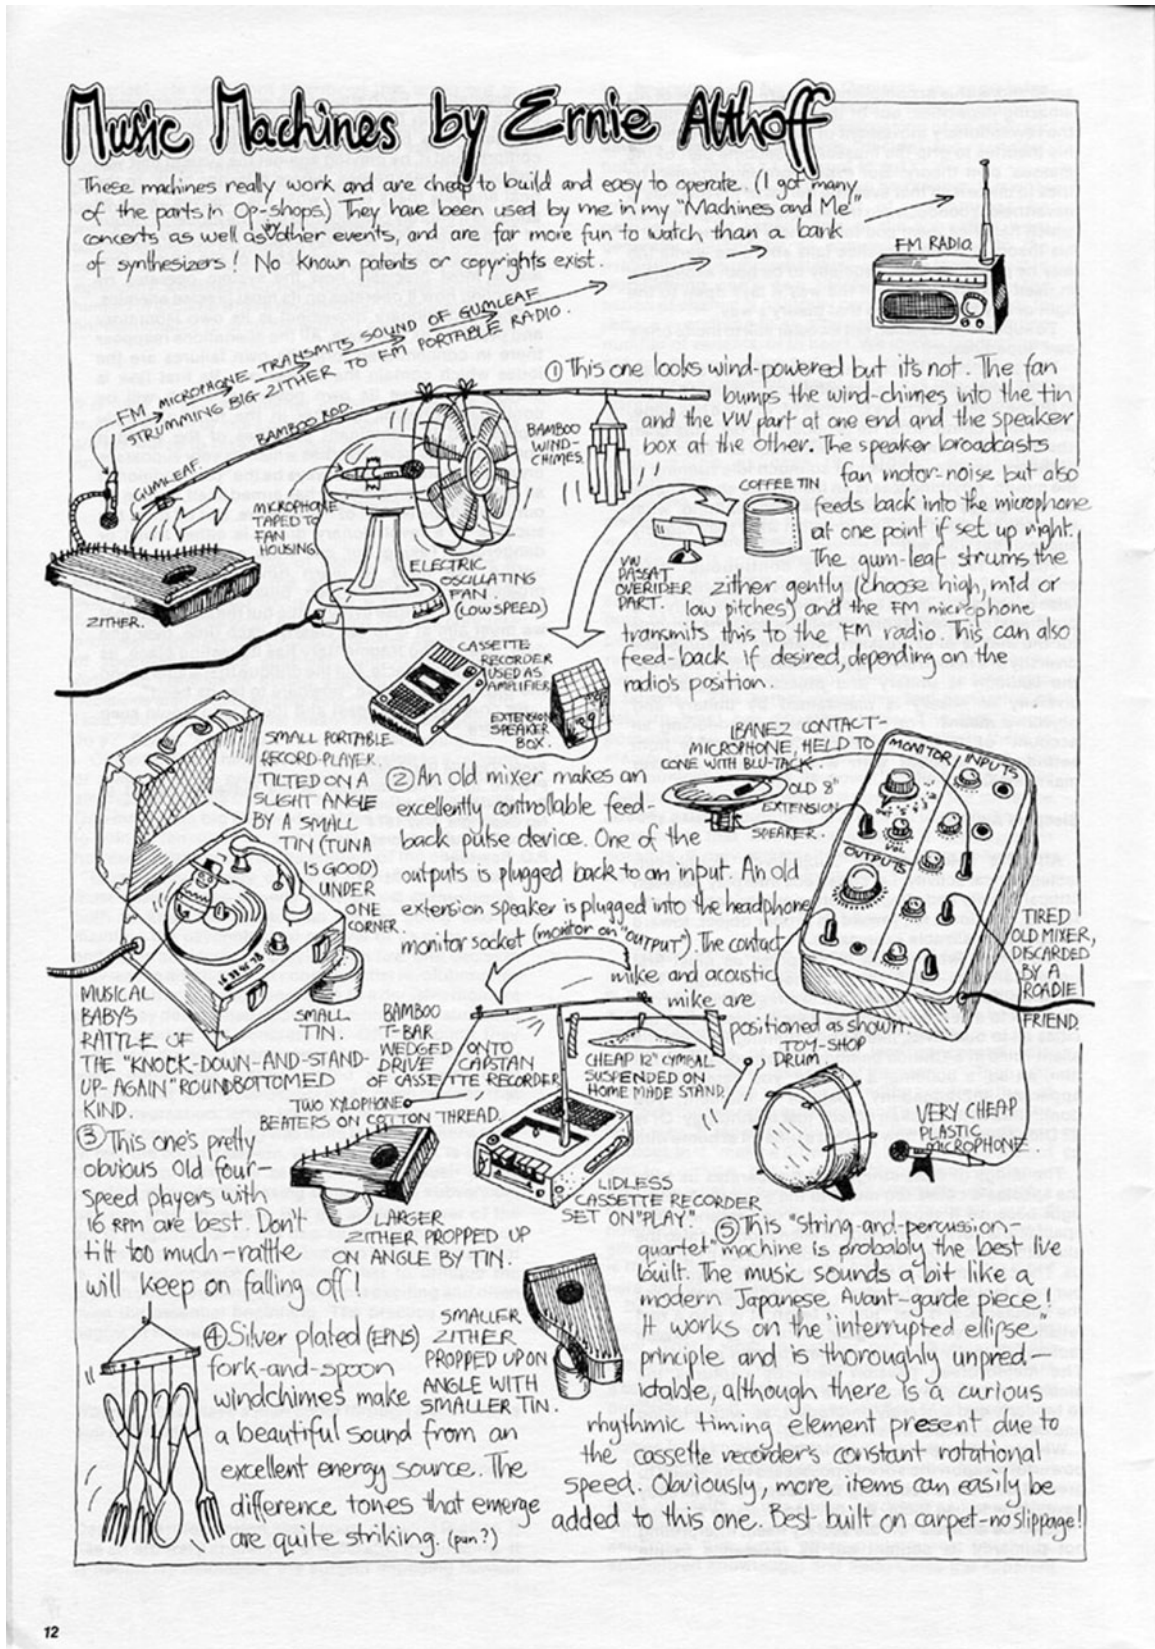 Music Machines by Ernie Althoff
These machines really work and are cheap to build and easy to operate. (I got many
of the parts in Op-shops.) They have been used by me in my "Machines and Me"
concerts as well as other events, and are far more fun to watch than a bank
of synthesizers! No known patents or copyrights exist.
FM RADIO.
FM MICROPHONE TRANSMITS SOUND OF GUMLEAF
STRUMMING BIG ZITHER TO FM PORTABLE RADIO.
BAMBOO ROD.
GUMLEAF.
ZITHER.
MICROPHONE
TAPED TO
FAN
HOUSING
ELECTRIC
OSCILLATING
FAN.
(LOW SPEED)
BAMBOO
WIND-
CHIMES.
COFFEE TIN
VW
PASSAT
OVERIDER
PART.
CASSETTE
RECORDER
USED AS
AMPLIFIER
EXTENSION
SPEAKER
BOX.
① This one looks wind-powered but it's not. The fan
bumps the wind-chimes into the tin
and the VW part at one end and the speaker
box at the other. The speaker broadcasts
fan motor-noise but also
feeds back into the microphone
at one point if set up right.
The gum-leaf strums the
zither gently (choose high, mid or
low pitches) and the FM microphone
transmits this to the FM radio. This can also
feed-back if desired, depending on the
radio's position.
SMALL PORTABLE
RECORD-PLAYER.
TILTED ON A
SLIGHT ANGLE
BY A SMALL
TIN (TUNA
IS GOOD)
UNDER
ONE
CORNER.
16 33 45 78
SMALL
TIN.
MUSICAL
BABY'S
RATTLE OF
THE "KNOCK-DOWN-AND-STAND-
UP-AGAIN" ROUNDBOTTOMED
KIND.
② An old mixer makes an
excellently controllable feed-
back pulse device. One of the
outputs is plugged back to an input. An old
extension speaker is plugged into the headphone
monitor socket (monitor on "OUTPUT"). The contact
mike and acoustic
mike are
positioned as shown.
IBANEZ CONTACT-
MICROPHONE, HELD TO
CONE WITH BLU-TACK.
OLD 8"
EXTENSION
SPEAKER.
MONITOR
INPUTS
VOL
OUTPUTS
TIRED
OLD MIXER,
DISCARDED
BY A
ROADIE
FRIEND.
TOY-SHOP
DRUM
VERY CHEAP
PLASTIC
MICROPHONE.
BAMBOO
T-BAR
WEDGED ONTO
DRIVE CAPSTAN
OF CASSETTE RECORDER
CHEAP 12" CYMBAL
SUSPENDED ON
HOME MADE STAND.
TWO XYLOPHONE
BEATERS ON COTTON THREAD.
LIDLESS
CASSETTE RECORDER
SET ON "PLAY".
LARGER
ZITHER PROPPED UP
ON ANGLE BY TIN.
③ This one's pretty
obvious Old four-
speed players with
16 RPM are best. Don't
tilt too much-rattle
will keep on falling off!
④ Silver plated (EPNS)
fork-and-spoon
windchimes make
a beautiful sound from an
excellent energy source. The
difference tones that emerge
are quite striking. (pun?)
SMALLER
ZITHER
PROPPED UP ON
ANGLE WITH
SMALLER TIN.
⑤ This "string-and-percussion-
quartet" machine is probably the best I've
built. The music sounds a bit like a
modern Japanese Avant-garde piece!
It works on the "interrupted ellipse"
principle and is thoroughly unpred-
ictable, although there is a curious
rhythmic timing element present due to
the cassette recorder's constant rotational
speed. Obviously, more items can easily be
added to this one. Best built on carpet-no slippage!
12